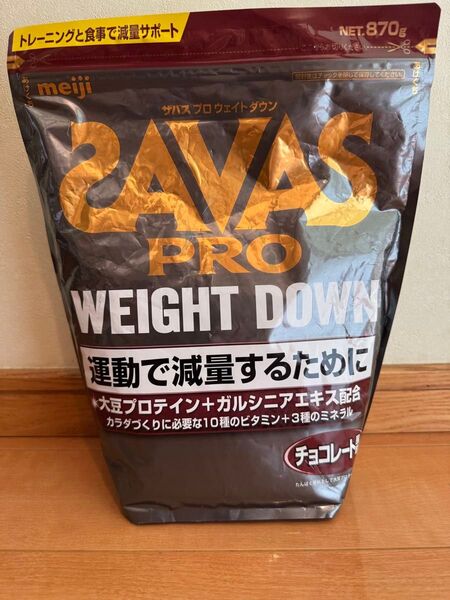 トレーニングと食事で減量サポート
NET.870g
meiji
ザバス プロ ウェイトダウン
SAVAS
PRO
WEIGHT DOWN
運動で減量するために
大豆プロテイン+ガルシニアエキス配合
カラダづくりに必要な10種のビタミン+3種のミネラル
チョコレート